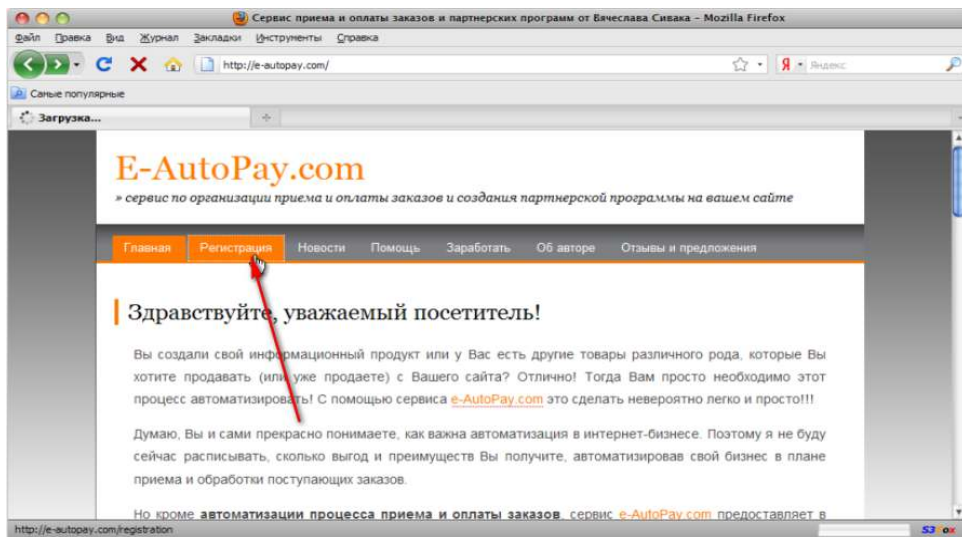 Сервис приема и оплаты заказов и партнерских программ от Вячеслава Сивака – Mozilla Firefox
Файл Правка Вид Журнал Закладки Инструменты Справка
http://e-autopay.com/ Я Яндекс
Самые популярные
Загрузка...
E-AutoPay.com
» сервис по организации приема и оплаты заказов и создания партнерской программы на вашем сайте
Главная Регистрация Новости Помощь Заработать Об авторе Отзывы и предложения
Здравствуйте, уважаемый посетитель!
Вы создали свой информационный продукт или у Вас есть другие товары различного рода, которые Вы
хотите продавать (или уже продаете) с Вашего сайта? Отлично! Тогда Вам просто необходимо этот
процесс автоматизировать! С помощью сервиса e-AutoPay.com это сделать невероятно легко и просто!!!
Думаю, Вы и сами прекрасно понимаете, как важна автоматизация в интернет-бизнесе. Поэтому я не буду
сейчас расписывать, сколько выгод и преимуществ Вы получите, автоматизировав свой бизнес в плане
приема и обработки поступающих заказов.
Но кроме автоматизации процесса приема и оплаты заказов, сервис e-AutoPay.com предоставляет в
http://e-autopay.com/registration S3Fox